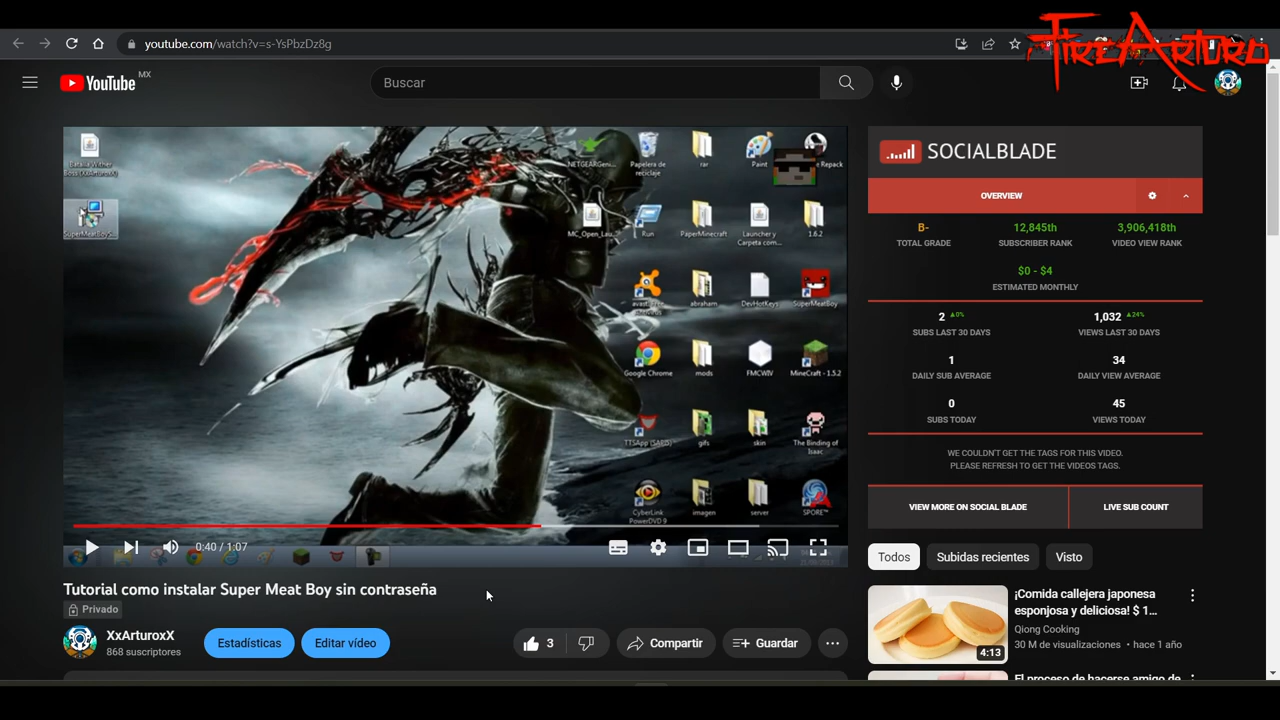 youtube.com/watch?v=s-YsPbzDz8g
FireArturo
YouTube MX
Buscar
Batalla Wither
Boss (XxArturoxX)
NETGEARGeni...
Papelera de
reciclaje
rar
Paint
Repack
SuperMeatBoyS...
MC_Open_Lau...
Run
PaperMinecraft
Launcher y
Carpeta com...
1.6.2
avast!
abraham
DevHotKeys
SuperMeatBoy
Google Chrome
mods
FMCWIV
MineCraft - 1.5.2
gifs
skin
The Binding of
Isaac
CyberLink
PowerDVD 9
imagen
server
SPORE™
0:40 / 1:07
SOCIALBLADE
OVERVIEW
B-
TOTAL GRADE
12,845th
SUBSCRIBER RANK
3,906,418th
VIDEO VIEW RANK
$0 - $4
ESTIMATED MONTHLY
2 ▲0%
SUBS LAST 30 DAYS
1,032 ▲24%
VIEWS LAST 30 DAYS
1
DAILY SUB AVERAGE
34
DAILY VIEW AVERAGE
0
SUBS TODAY
45
VIEWS TODAY
WE COULDN'T GET THE TAGS FOR THIS VIDEO.
PLEASE REFRESH TO GET THE VIDEOS TAGS.
VIEW MORE ON SOCIAL BLADE
LIVE SUB COUNT
Tutorial como instalar Super Meat Boy sin contraseña
Privado
XxArturoxX
868 suscriptores
Estadísticas
Editar vídeo
3
Compartir
Guardar
Todos
Subidas recientes
Visto
¡Comida callejera japonesa
esponjosa y deliciosa! $ 1...
Qiong Cooking
30 M de visualizaciones • hace 1 año
4:13
El proceso de hacerse amigo de